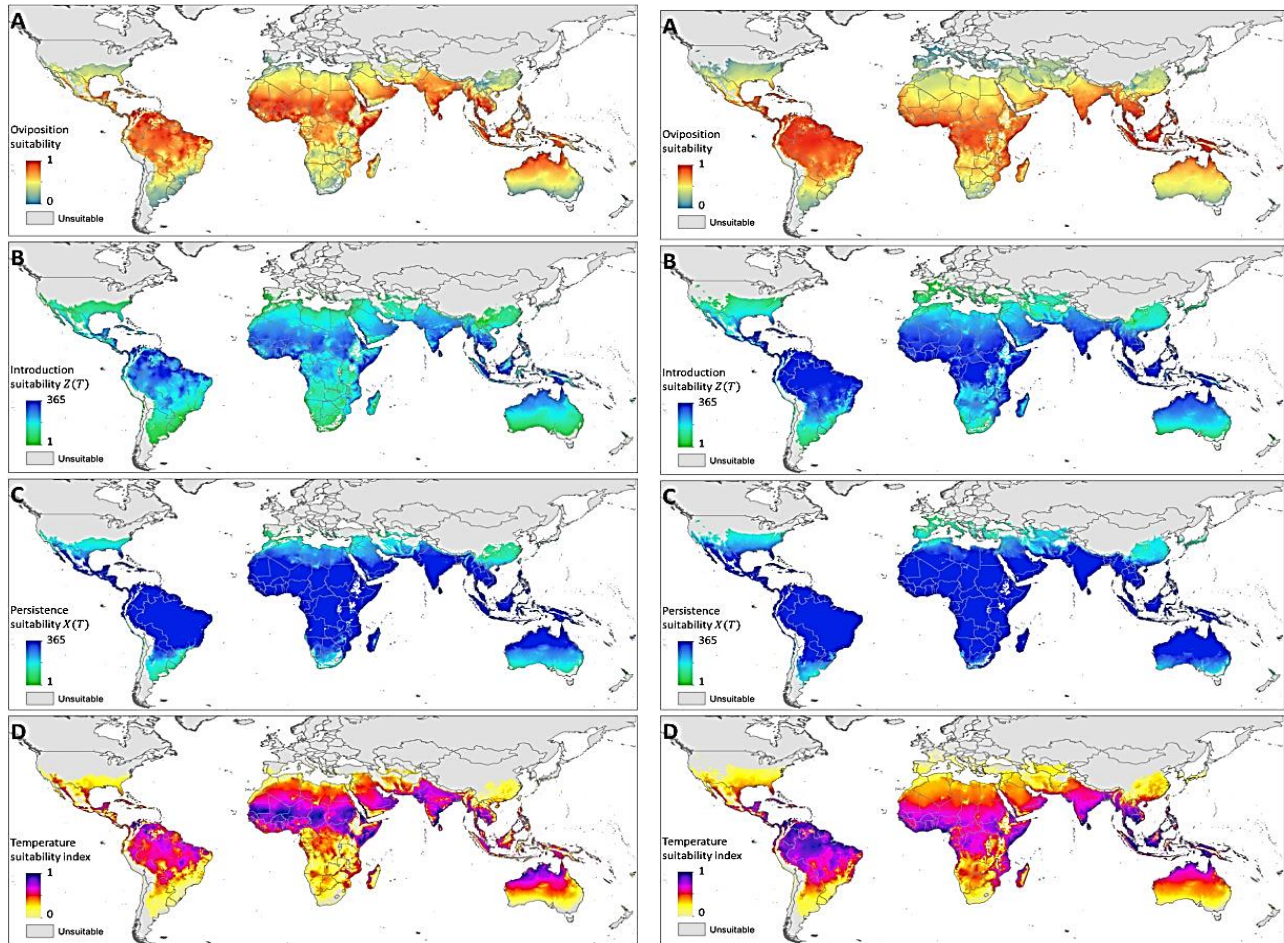 A
Oviposition
suitability
1
0
Unsuitable
B
Introduction
suitability Z(T)
365
1
Unsuitable
C
Persistence
suitability X(T)
365
1
Unsuitable
D
Temperature
suitability index
1
0
Unsuitable
A
Oviposition
suitability
1
0
Unsuitable
B
Introduction
suitability Z(T)
365
1
Unsuitable
C
Persistence
suitability X(T)
365
1
Unsuitable
D
Temperature
suitability index
1
0
Unsuitable